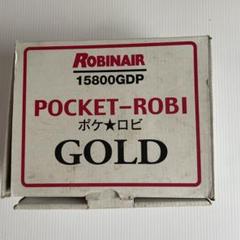 ROBINAIR
15800GDP
POCKET-ROBI
ポケ★ロビ
GOLD